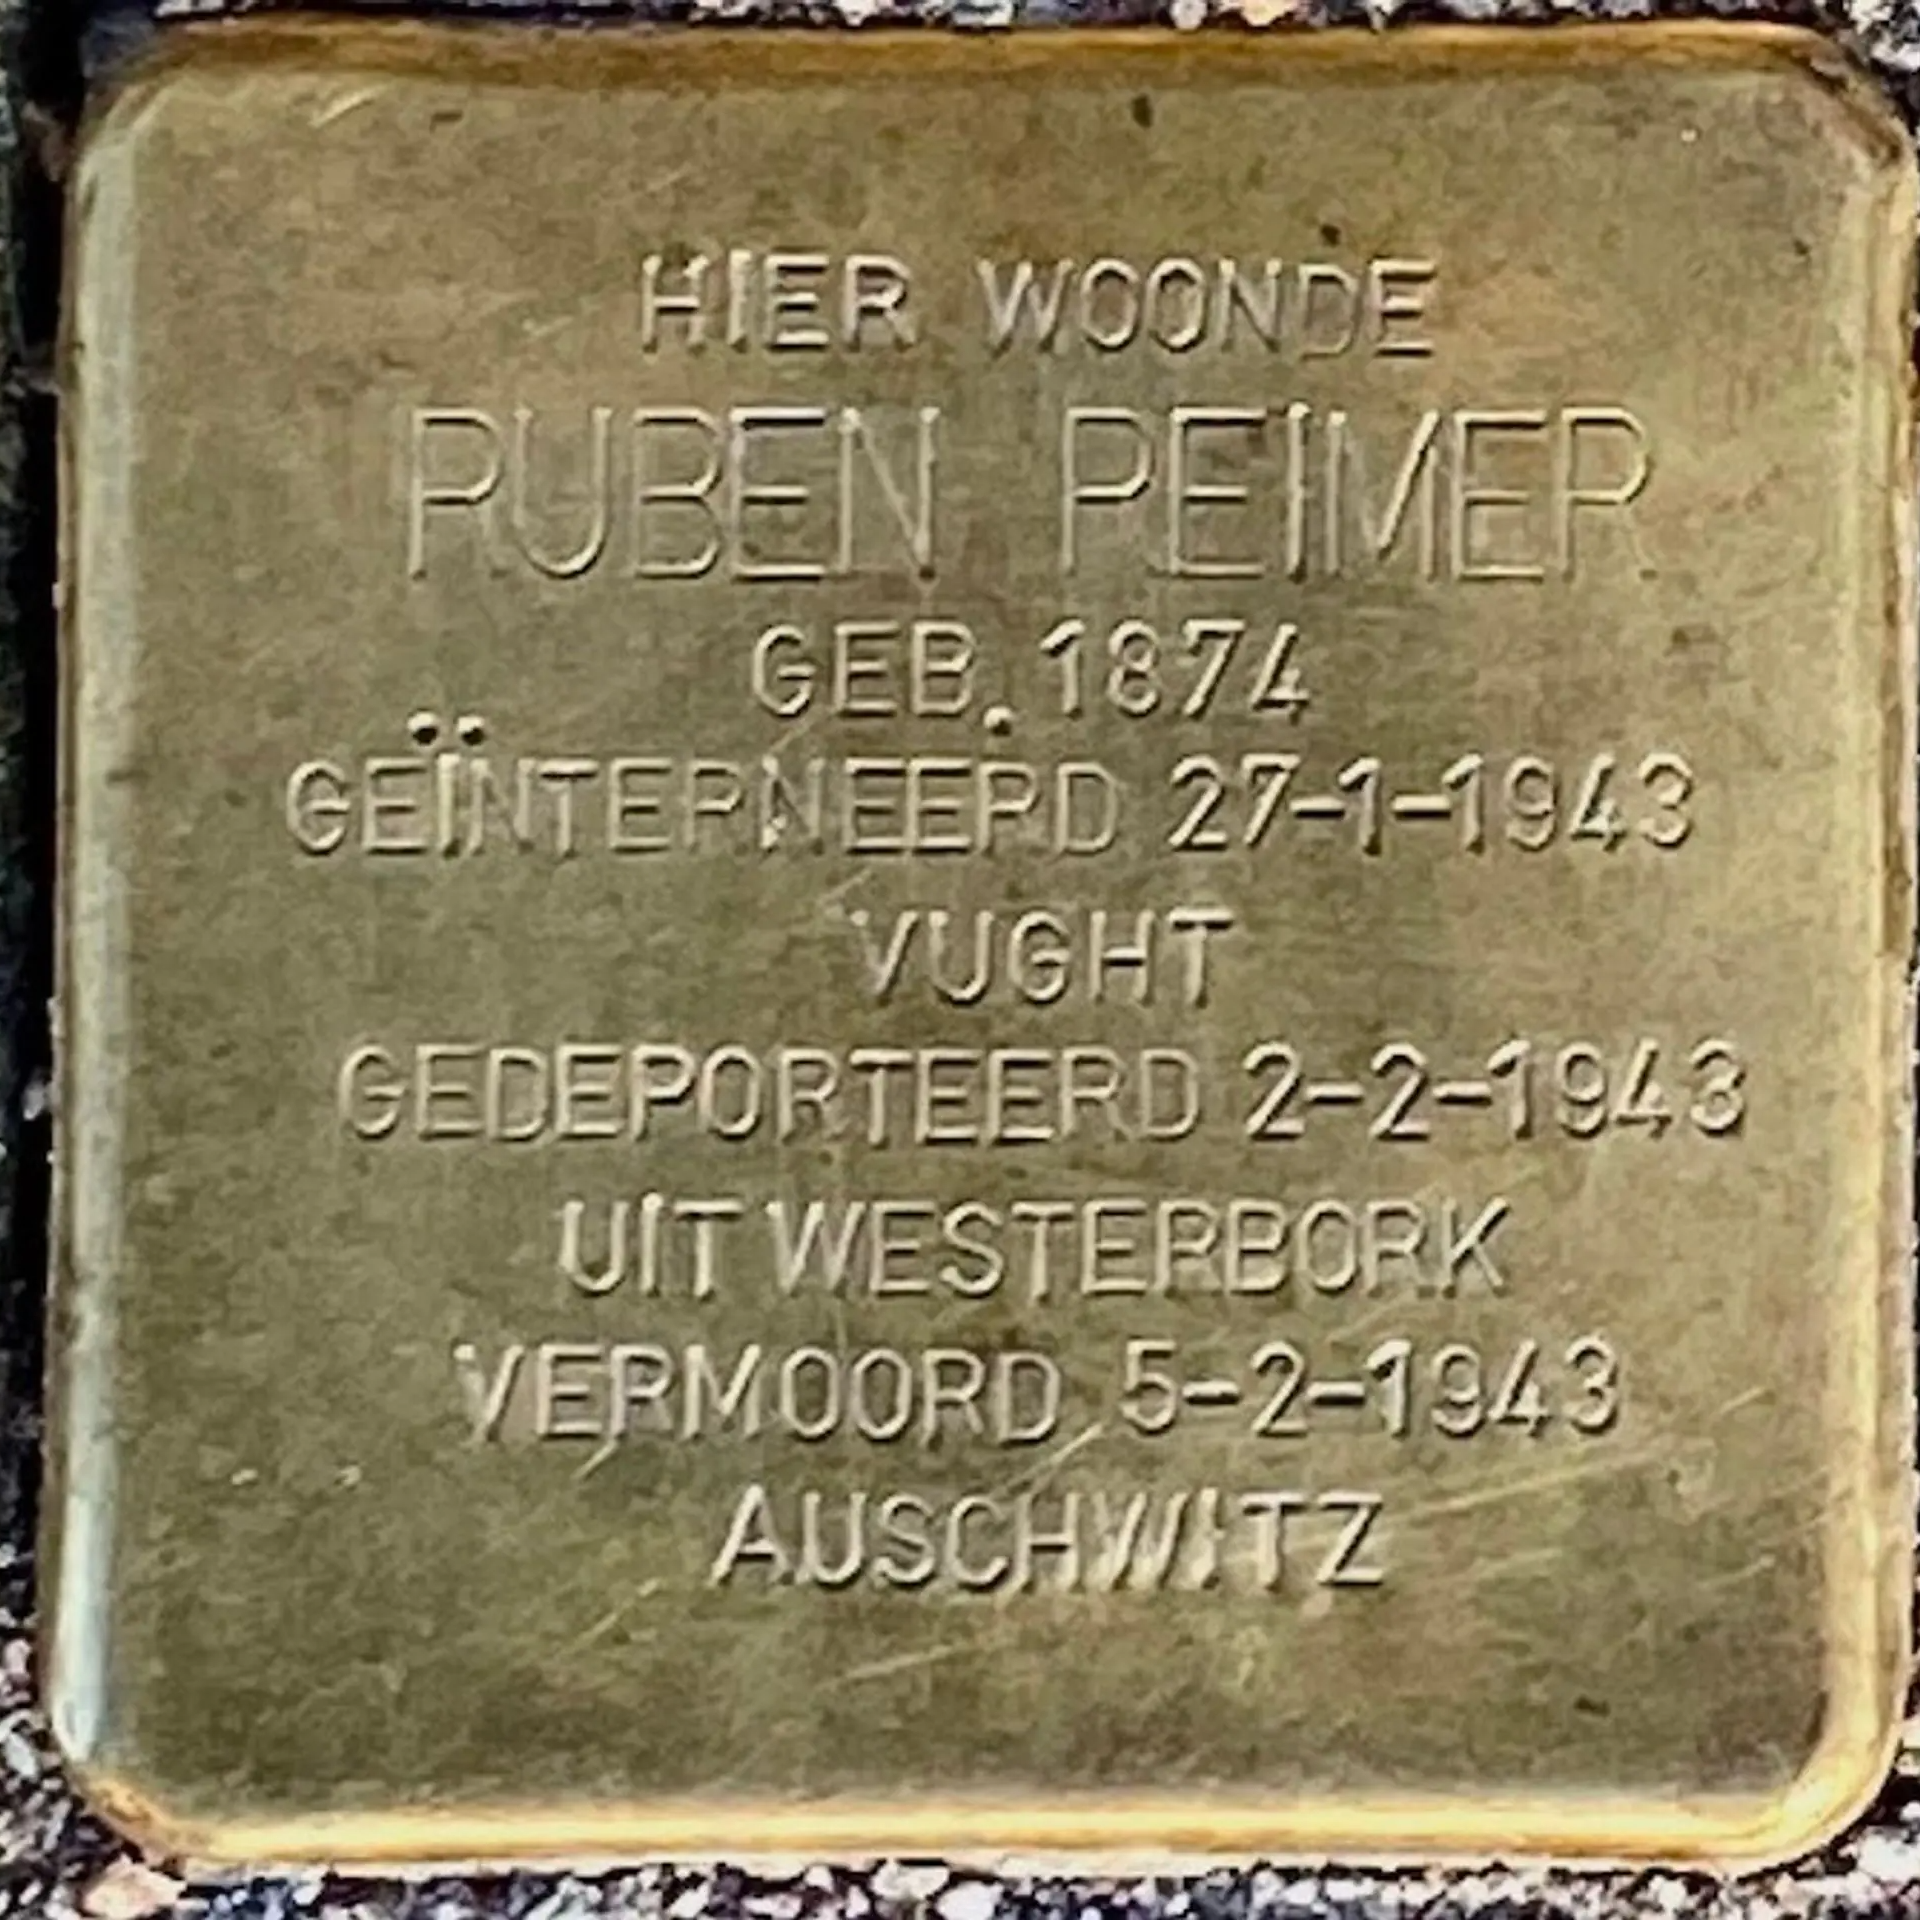 HIER WOONDE
RUBEN REIMER
GEB. 1874
GEÏNTERNEERD 27-1-1943
VUGHT
GEDEPORTEERD 2-2-1943
UIT WESTERBORK
VERMOORD 5-2-1943
AUSCHWITZ